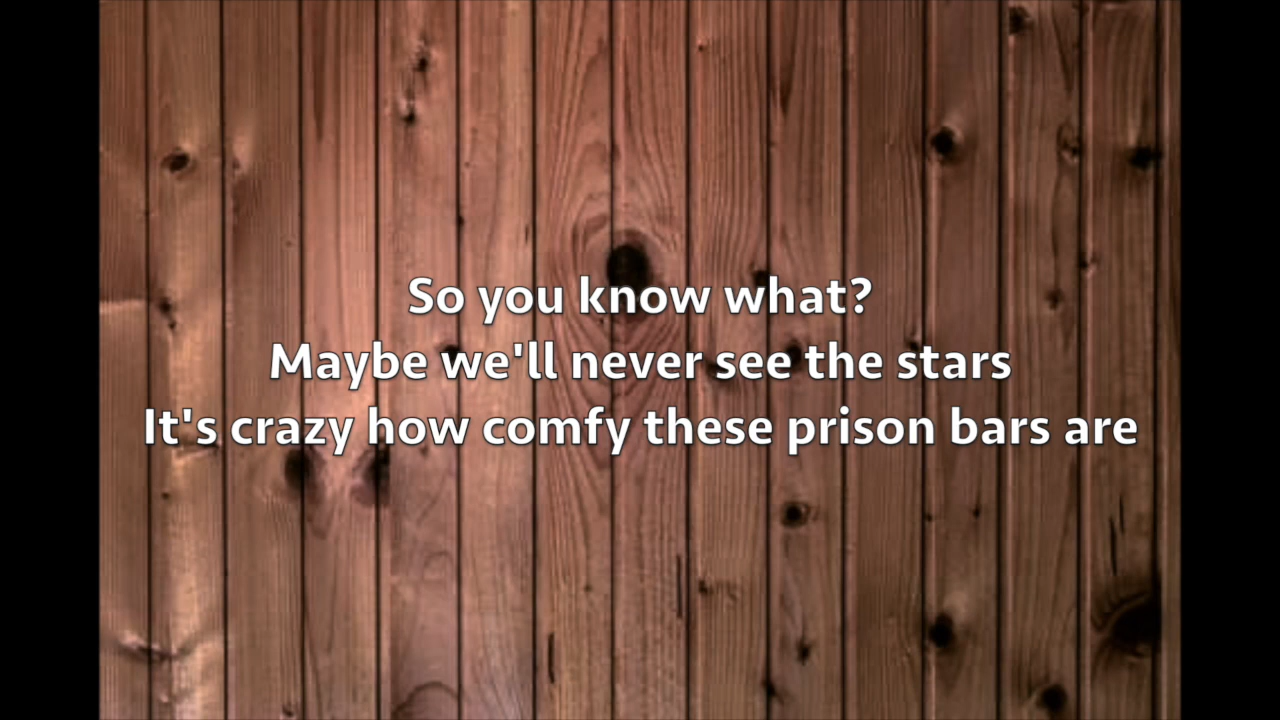 So you know what?
Maybe we'll never see the stars
It's crazy how comfy these prison bars are